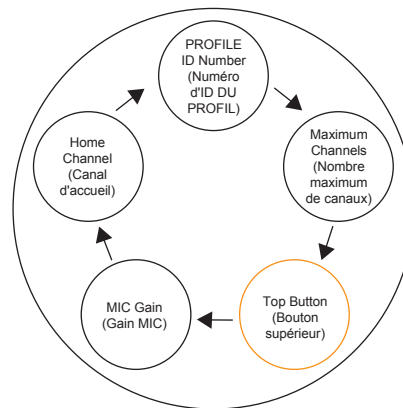 PROFILE
ID Number
(Numéro
d'ID DU
PROFIL)
Maximum
Channels
(Nombre
maximum
de canaux)
Top Button
(Bouton
supérieur)
MIC Gain
(Gain MIC)
Home
Channel
(Canal
d'accueil)